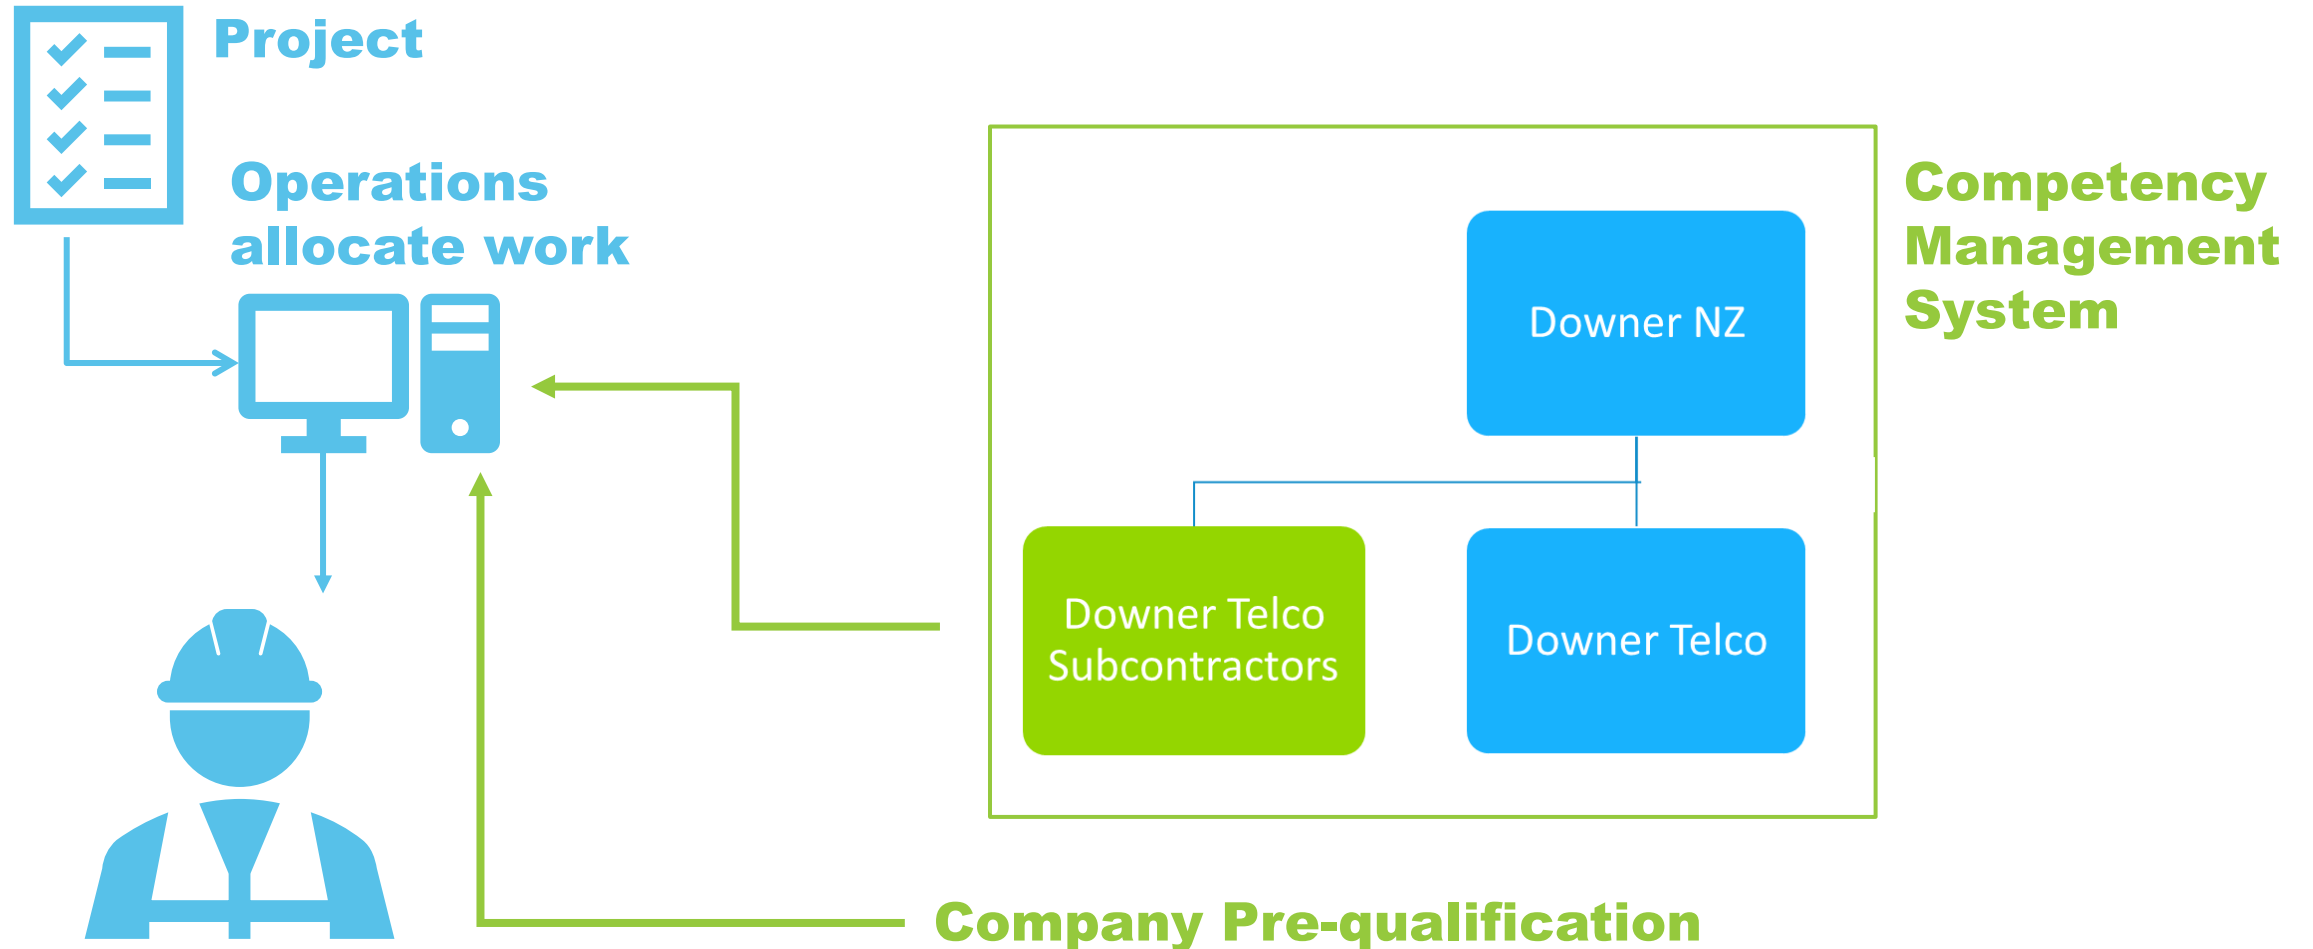 Project
Operations
allocate work
Competency
Management
System
Downer NZ
Downer Telco
Subcontractors
Downer Telco
Company Pre-qualification